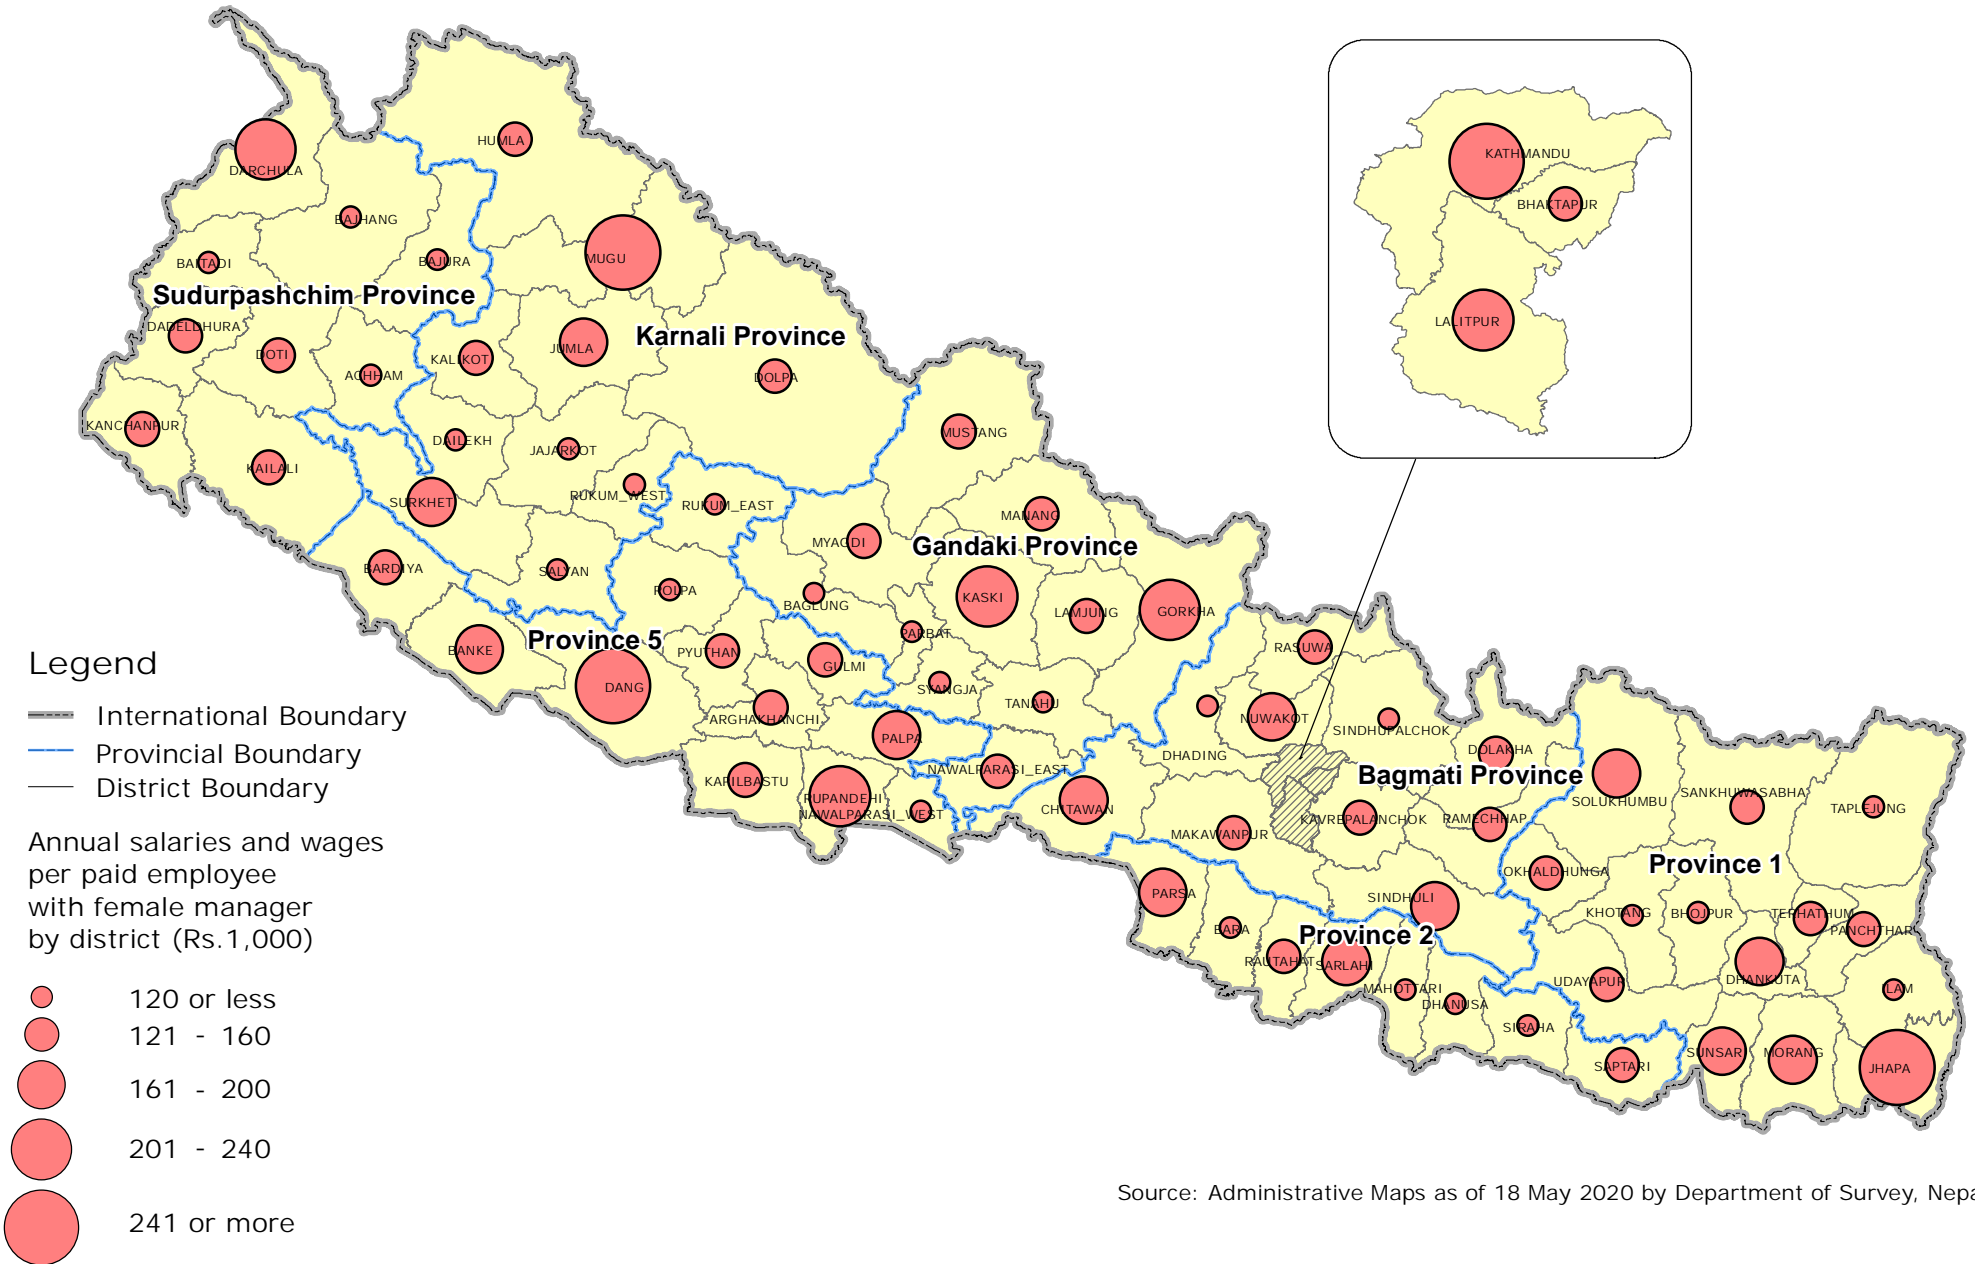 HUMLA
DARCHULA
BAJHANG
BAITADI
BAJURA
MUGU
Sudurpashchim Province
DADELDHURA
DOTI
ACHHAM
KALIKOT
JUMLA
Karnali Province
DOLPA
KANCHANPUR
KAILALI
DAILEKH
JAJARKOT
MUSTANG
SURKHET
RUKUM_WEST
RUKUM_EAST
MANANG
MYAGDI
Gandaki Province
BARDIYA
SALYAN
ROLPA
BAGLUNG
KASKI
LAMJUNG
GORKHA
PARBAT
BANKE
Province 5
PYUTHAN
GULMI
SYANGJA
TANAHU
DANG
ARGHAKHANCHI
PALPA
KAPILBASTU
RUPANDEHI
NAWALPARASI_WEST
NAWALPARASI_EAST
CHITAWAN
KATHMANDU
BHAKTAPUR
LALITPUR
RASUWA
NUWAKOT
SINDHUPALCHOK
DHADING
DOLAKHA
Bagmati Province
MAKAWANPUR
KAVREPALANCHOK
RAMECHHAP
SOLUKHUMBU
SANKHUWASABHA
TAPLEJUNG
Province 1
OKHALDHUNGA
PARSA
SINDHULI
BARA
Province 2
RAUTAHAT
SARLAHI
MAHOTTARI
DHANUSA
SIRAHA
SAPTARI
KHOTANG
BHOJPUR
TERHATHUM
PANCHTHAR
UDAYAPUR
DHANKUTA
ILAM
SUNSARI
MORANG
JHAPA
Legend
International Boundary
Provincial Boundary
District Boundary
Annual salaries and wages
per paid employee
with female manager
by district (Rs.1,000)
120 or less
121 - 160
161 - 200
201 - 240
241 or more
Source: Administrative Maps as of 18 May 2020 by Department of Survey, Nepa